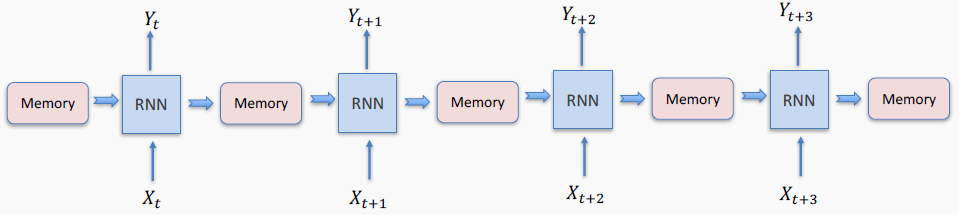 Y_t Y_{t+1} Y_{t+2} Y_{t+3}
Memory RNN Memory RNN Memory RNN Memory RNN Memory
X_t X_{t+1} X_{t+2} X_{t+3}